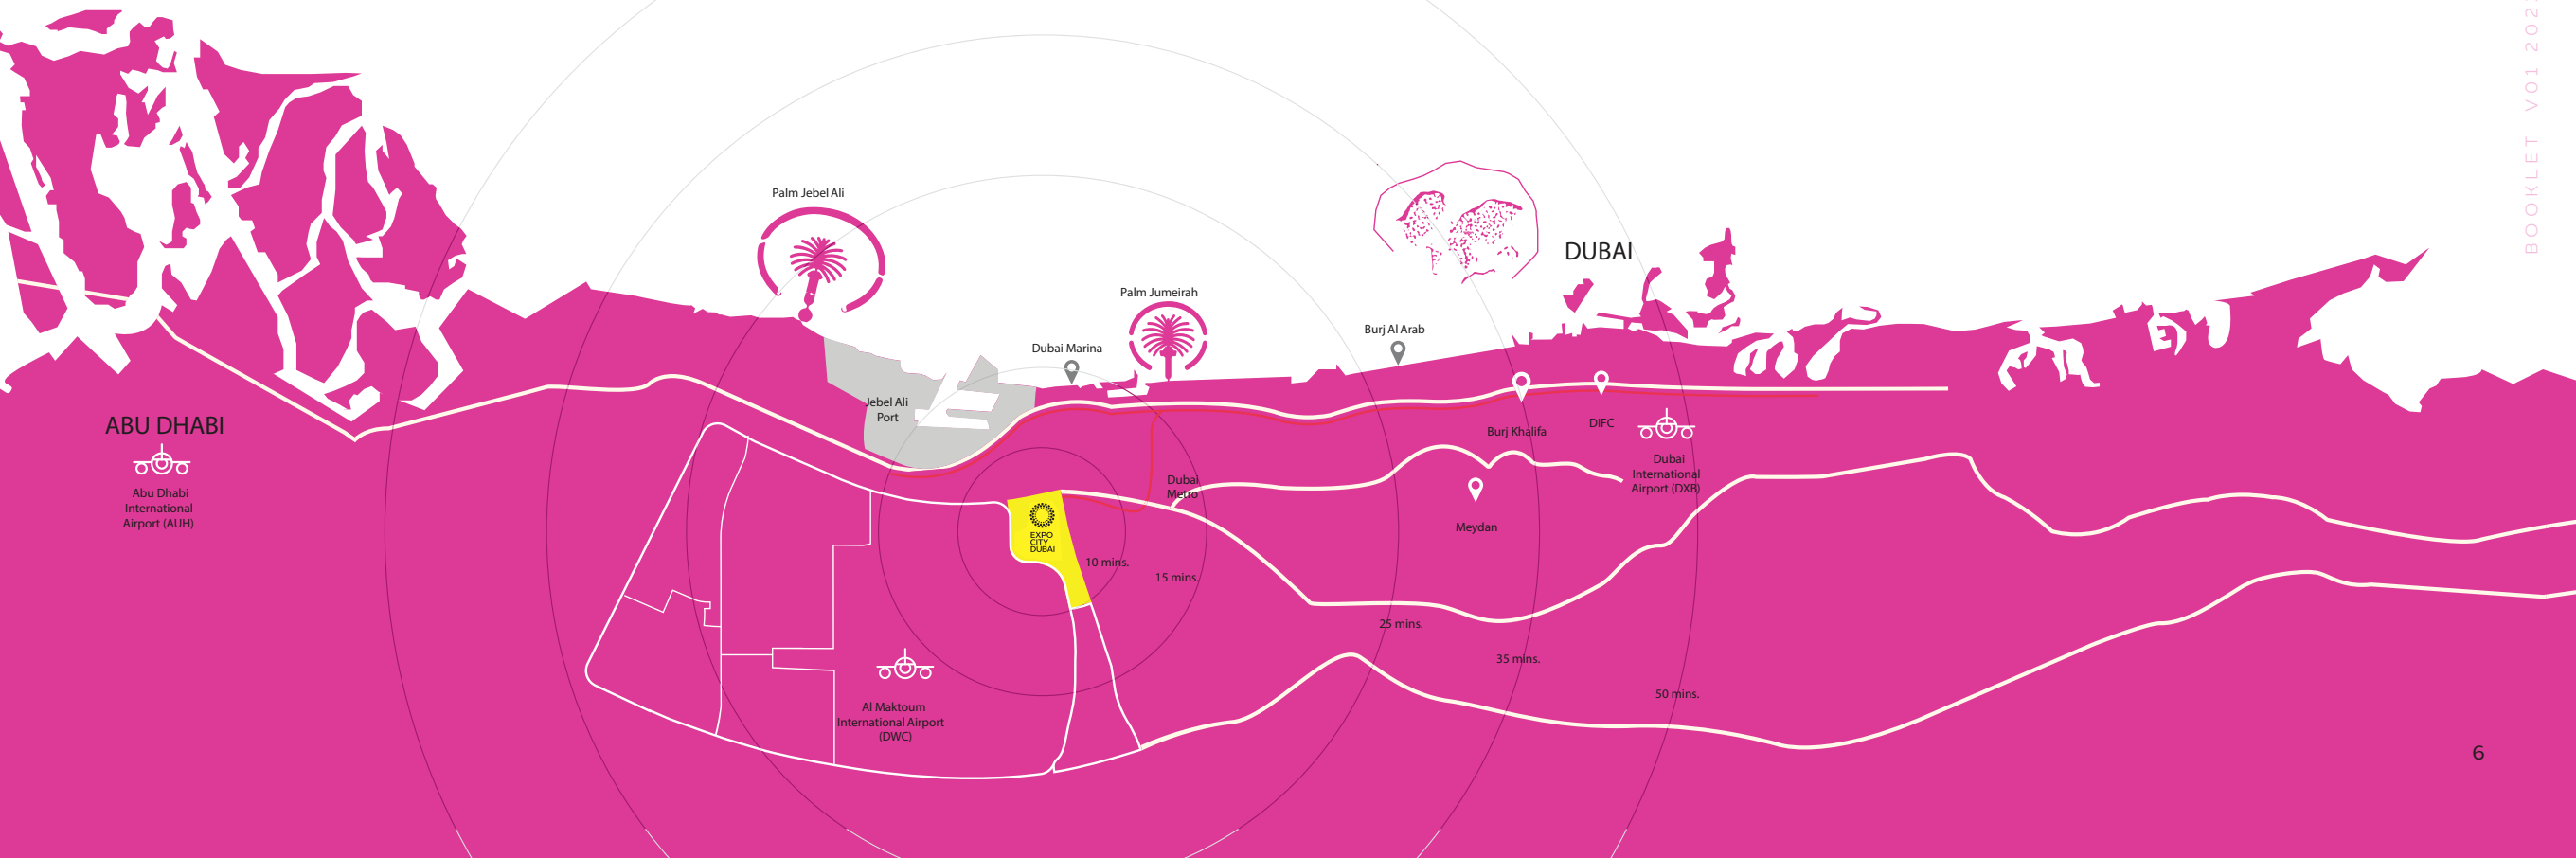 BOOKLET V01 202
Palm Jebel Ali
DUBAI
Palm Jumeirah
Burj Al Arab
Dubai Marina
Jebel Ali
Port
ABU DHABI
Abu Dhabi
International
Airport (AUH)
Burj Khalifa
DIFC
Dubai
International
Airport (DXB)
Dubai
Metro
Meydan
EXPO
CITY
DUBAI
10 mins.
15 mins.
25 mins.
35 mins.
50 mins.
Al Maktoum
International Airport
(DWC)
6